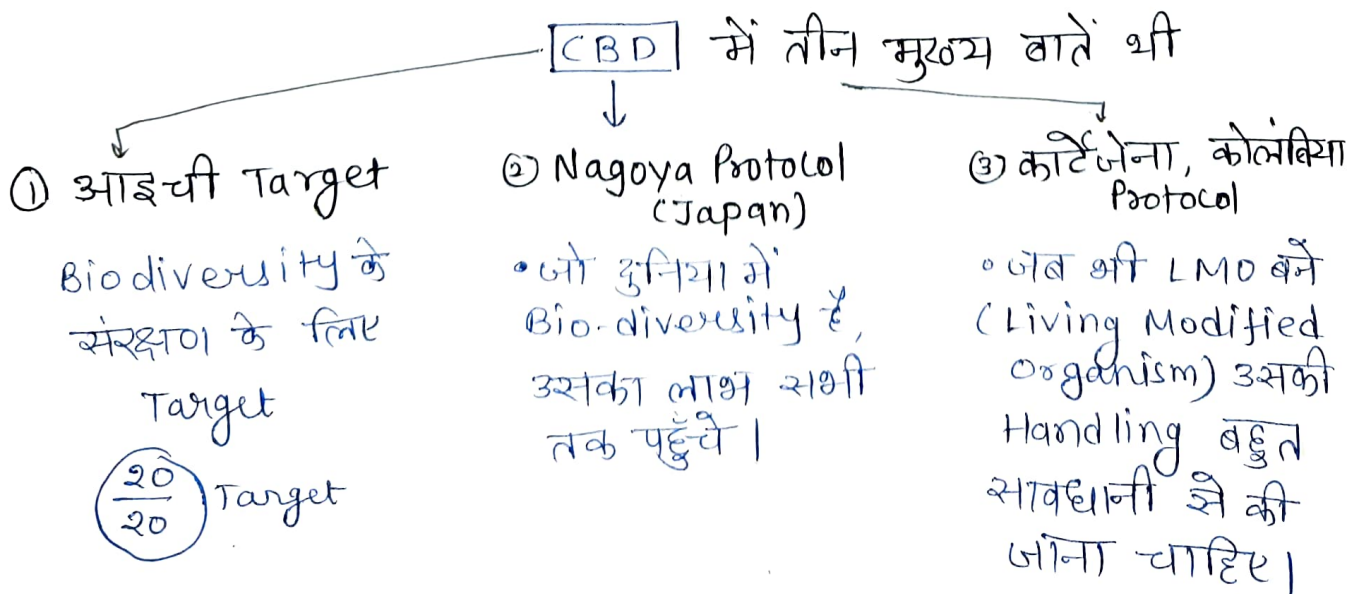 CBD में तीन मुख्य बातें थी
① आइची Target
Biodiversity के
संरक्षण के लिए
Target
20
20
Target
② Nagoya Protocol
(Japan)
• जो दुनिया में
Bio-diversity है,
उसका लाभ सभी
तक पहुँचे।
③ कार्टेजेना, कोलंबिया
Protocol
• जब भी LMO बने
(Living Modified
Organism) उसकी
Handling बहुत
सावधानी से की
जाना चाहिए।